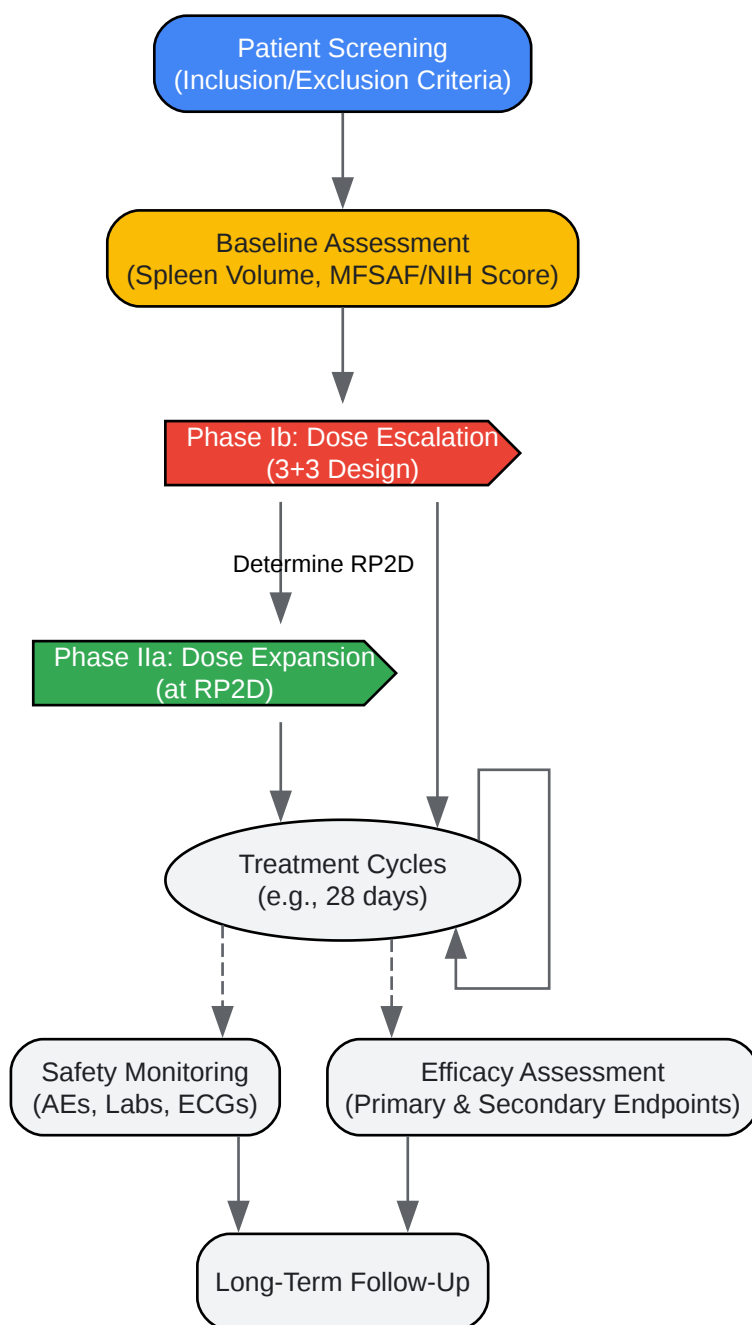 Patient Screening
(Inclusion/Exclusion Criteria)
Baseline Assessment
(Spleen Volume, MFSAF/NIH Score)
Phase Ib: Dose Escalation
(3+3 Design)
Determine RP2D
Phase IIa: Dose Expansion
(at RP2D)
Treatment Cycles
(e.g., 28 days)
Safety Monitoring
(AEs, Labs, ECGs)
Efficacy Assessment
(Primary & Secondary Endpoints)
Long-Term Follow-Up